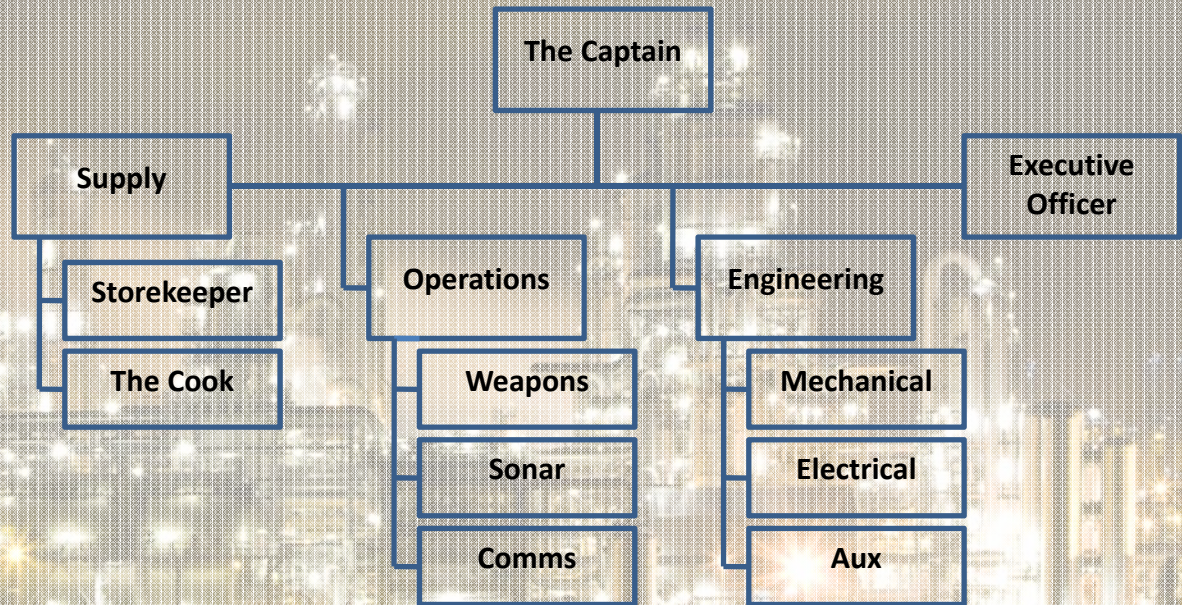 The Captain
Supply
Executive
Officer
Storekeeper
The Cook
Operations
Weapons
Sonar
Comms
Engineering
Mechanical
Electrical
Aux